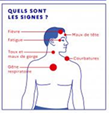 QUELS SONT
LES SIGNES ?
Fièvre
Fatigue
Maux de tête
Toux et
maux de gorge
Courbatures
Gêne
respiratoire